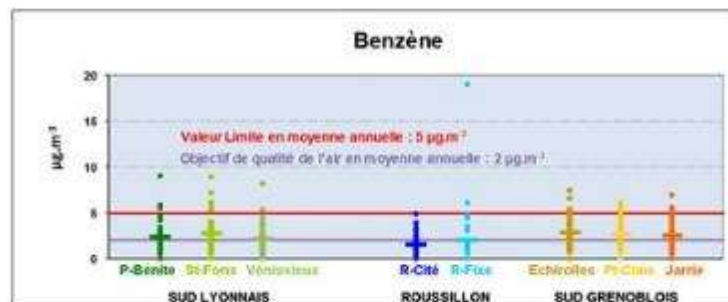 Benzène
20
15
10
5
0
µg.m-3
Valeur Limite en moyenne annuelle : 5 µg.m-3
Objectif de qualité de l'air en moyenne annuelle : 2 µg.m-3
P-Bénite St-Fons Vénissieux R-Cité R-Fixe Echirolles Pt-Claix Jarrie
SUD LYONNAIS ROUSSILLON SUD GRENOBLOIS